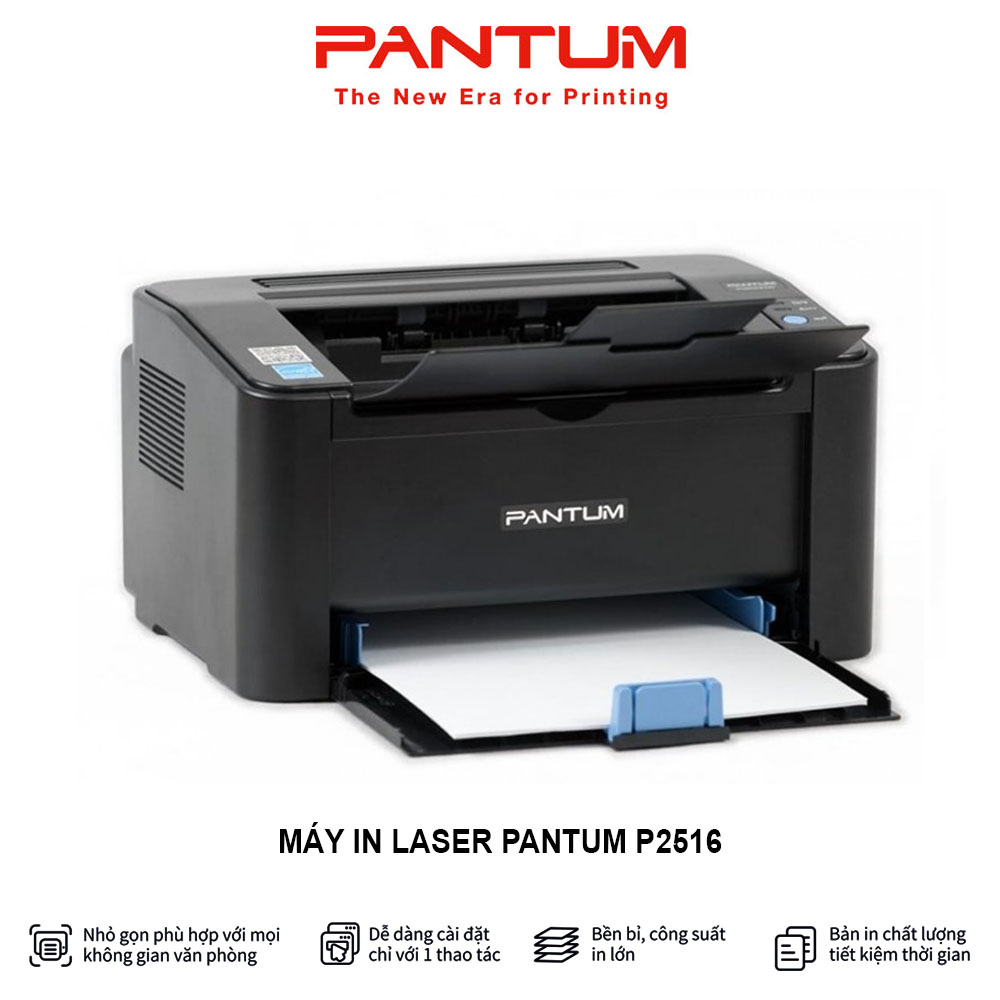 PANTUM
The New Era for Printing
PANTUM
PANTUM
MÁY IN LASER PANTUM P2516
Nhỏ gọn phù hợp với mọi
không gian văn phòng
Dễ dàng cài đặt
chỉ với 1 thao tác
Bền bỉ, công suất
in lớn
Bản in chất lượng
tiết kiệm thời gian